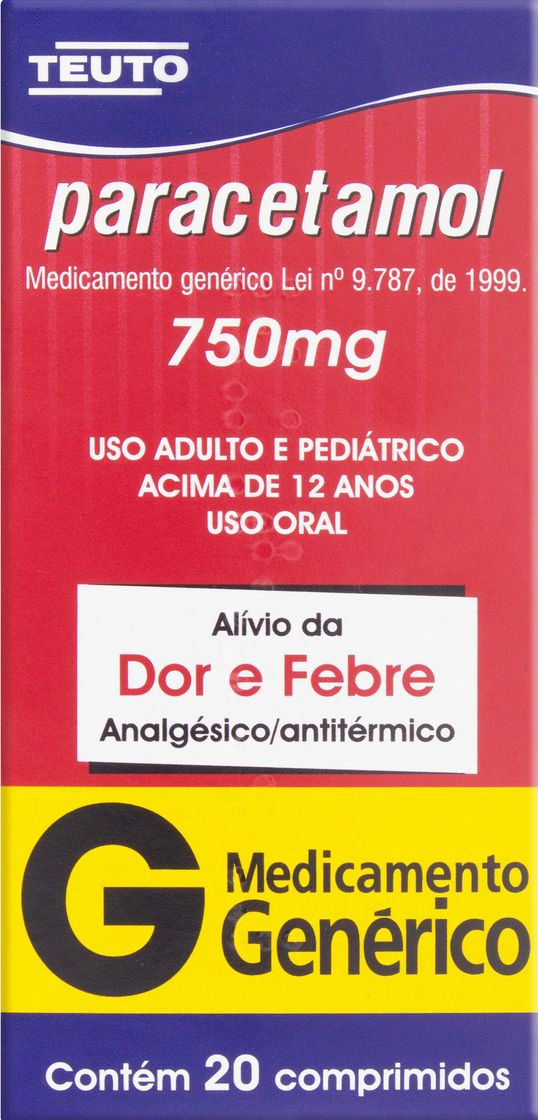 TEUTO
paracetamol
Medicamento genérico Lei nº 9.787, de 1999.
750mg
USO ADULTO E PEDIÁTRICO
ACIMA DE 12 ANOS
USO ORAL
Alívio da
Dor e Febre
Analgésico/antitérmico
G Medicamento
Genérico
Contém 20 comprimidos